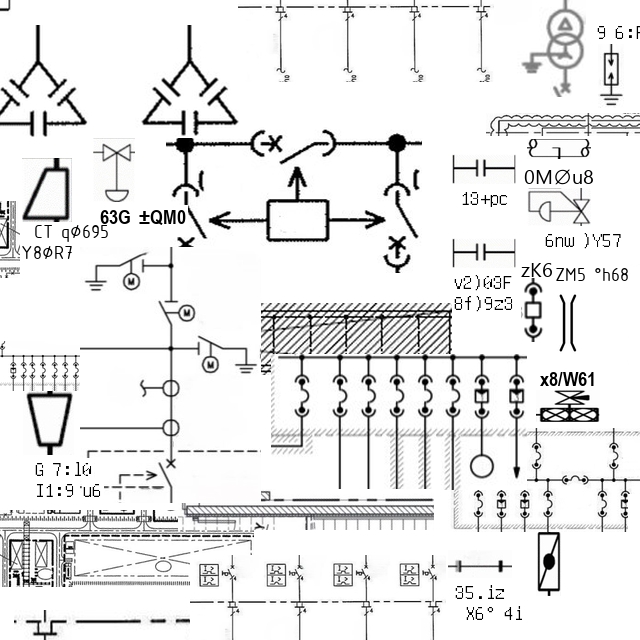 9 6:F
0MØu8
13+pc
63G ±QM0
CT qø695
Y8øR7
6nw )Y57
zK6
ZM5 °h68
v2)03F
8f)9z3
M
M
M
x8/W61
G 7:10
I1:9 u6
35.iz
X6° 4i